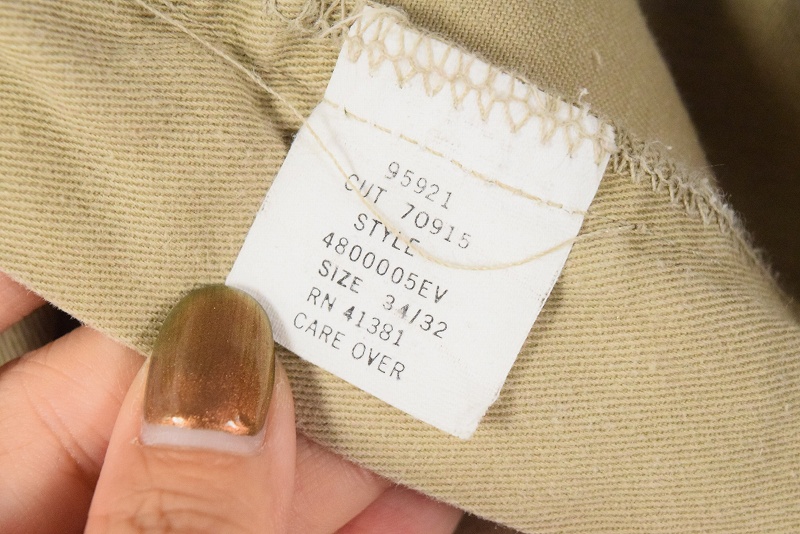 95921
CUT 70915
STYLE
4800005EV
SIZE 34/32
RN 41381
CARE OVER